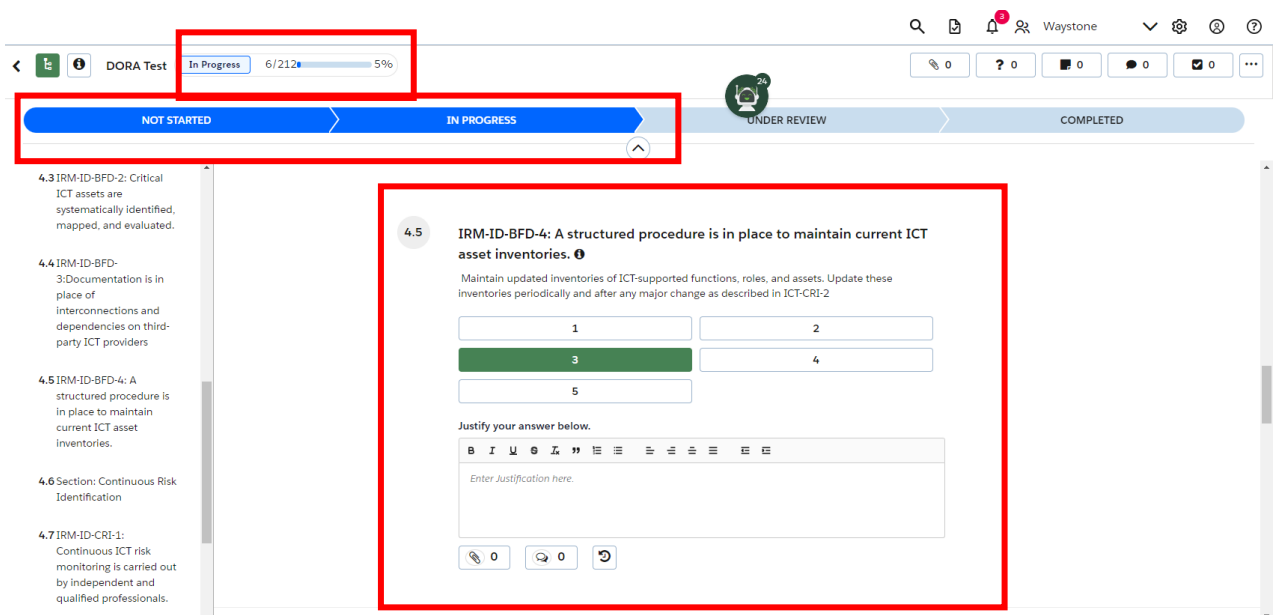 3
Waystone
DORA Test
In Progress
6/212
5%
0
? 0
0
0
0
24
NOT STARTED
IN PROGRESS
UNDER REVIEW
COMPLETED
4.3 IRM-ID-BFD-2: Critical
ICT assets are
systematically identified,
mapped, and evaluated.
4.4 IRM-ID-BFD-
3:Documentation is in
place of
interconnections and
dependencies on third-
party ICT providers
4.5 IRM-ID-BFD-4: A
structured procedure is
in place to maintain
current ICT asset
inventories.
4.6 Section: Continuous Risk
Identification
4.7 IRM-ID-CRI-1:
Continuous ICT risk
monitoring is carried out
by independent and
qualified professionals.
4.5
IRM-ID-BFD-4: A structured procedure is in place to maintain current ICT
asset inventories.
Maintain updated inventories of ICT-supported functions, roles, and assets. Update these
inventories periodically and after any major change as described in ICT-CRI-2
1
2
3
4
5
Justify your answer below.
B I U S Tx
Enter Justification here.
0
0